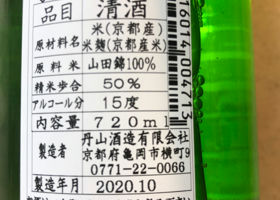 品目 清酒
原材料名 米(京都産)
米麹(京都産米)
原料米 山田錦100%
精米歩合 50%
アルコール分 15度
内容量 720ml
製造者 丹山酒造有限会社
京都府亀岡市横町9
0771-22-0066
製造年月 2020.10
16014004713